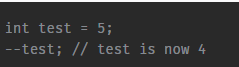 int test = 5;
--test; // test is now 4